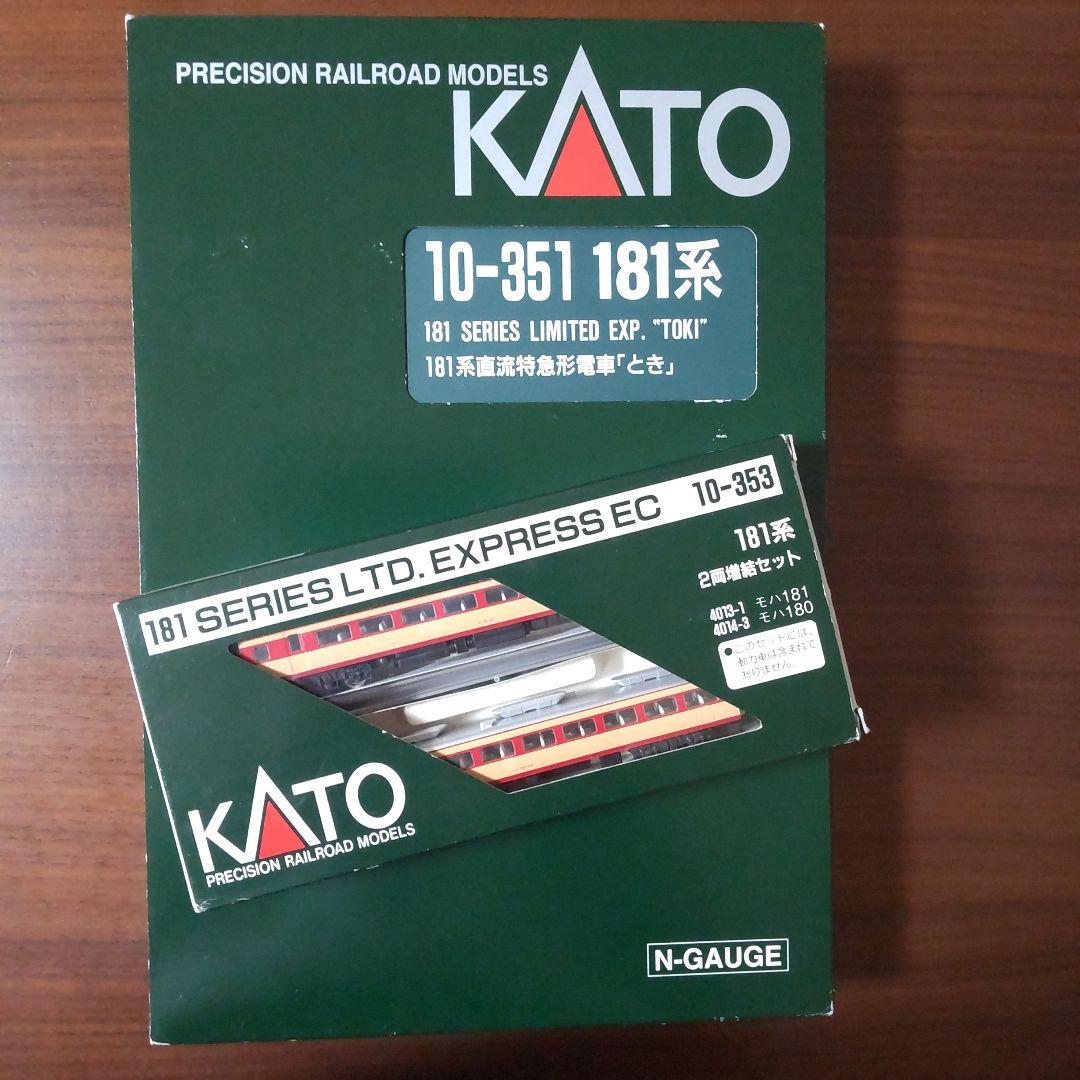 PRECISION RAILROAD MODELS
KATO
10-351 181系
181 SERIES LIMITED EXP. "TOKI"
181系直流特急形電車「とき」
181 SERIES LTD. EXPRESS EC 10-353
181系
2両増結セット
4013-1 モハ181
4014-3 モハ180
●このセットには、
動力車は含まれて
おりません。
KATO
PRECISION RAILROAD MODELS
N-GAUGE